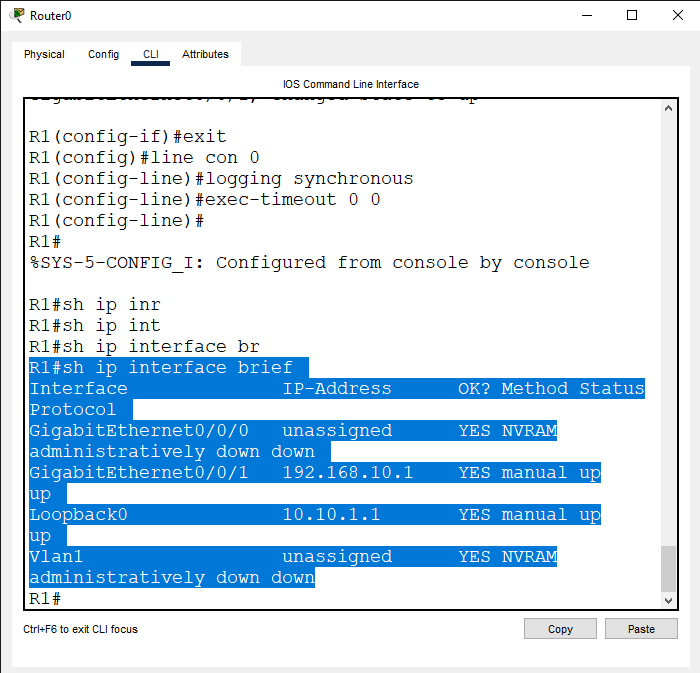 Router0
Physical Config CLI Attributes
IOS Command Line Interface
R1(config-if)#exit
R1(config)#line con 0
R1(config-line)#logging synchronous
R1(config-line)#exec-timeout 0 0
R1(config-line)#
R1#
%SYS-5-CONFIG_I: Configured from console by console
R1#sh ip inr
R1#sh ip int
R1#sh ip interface br
R1#sh ip interface brief
Interface IP-Address OK? Method Status
Protocol
GigabitEthernet0/0/0 unassigned YES NVRAM
administratively down down
GigabitEthernet0/0/1 192.168.10.1 YES manual up
up
Loopback0 10.10.1.1 YES manual up
up
Vlan1 unassigned YES NVRAM
administratively down down
R1#
Ctrl+F6 to exit CLI focus
Copy Paste